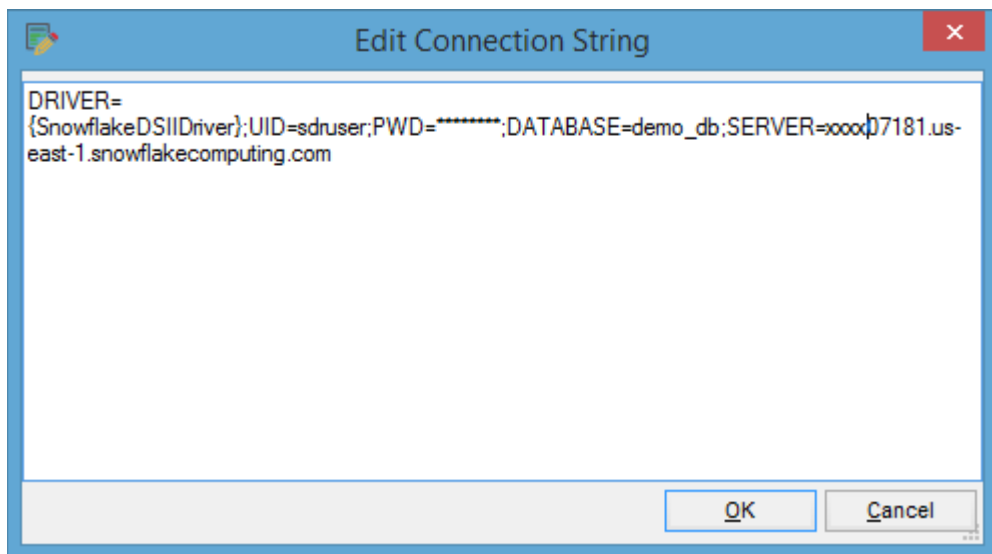 Edit Connection String
DRIVER=
{SnowflakeDSIIDriver};UID=sdruser;PWD=********;DATABASE=demo_db;SERVER=xxxx07181.us-
east-1.snowflakecomputing.com
OK
Cancel